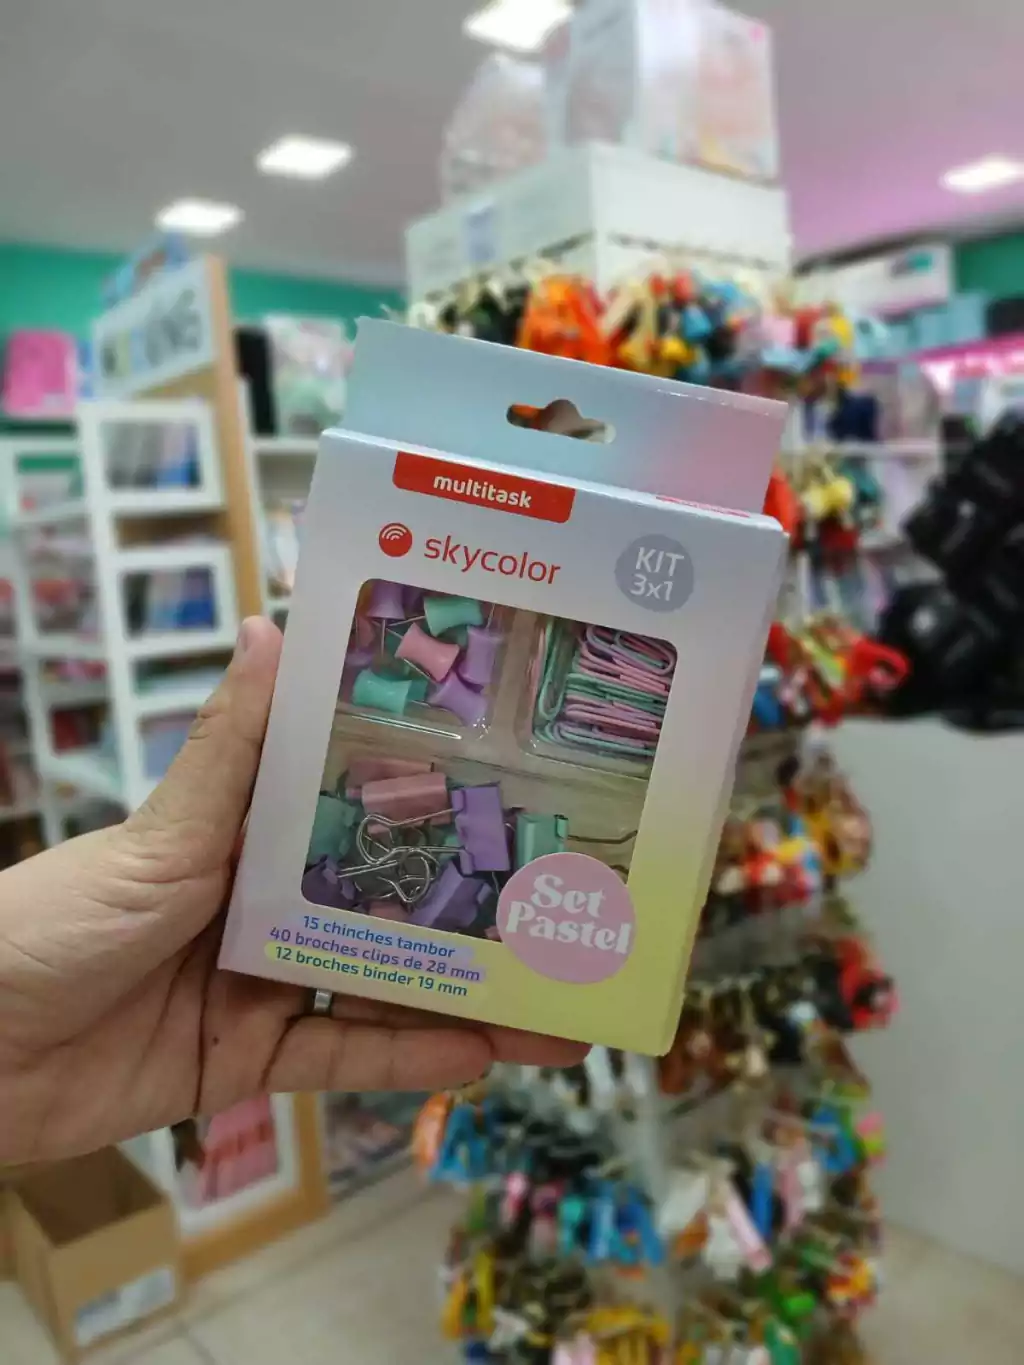 multitask
skycolor
KIT
3x1
Set
Pastel
15 chinches tambor
40 broches clips de 28 mm
12 broches binder 19 mm